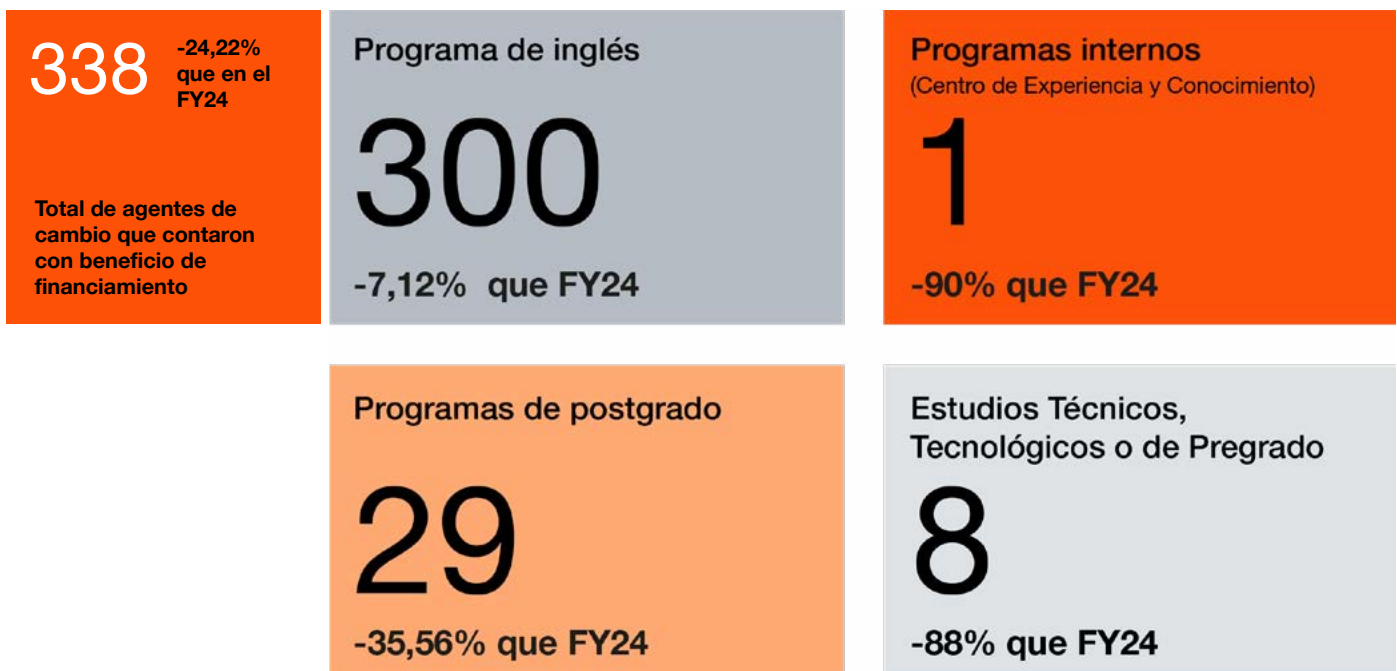 338
-24,22%
que en el
FY24
Total de agentes de
cambio que contaron
con beneficio de
financiamiento
Programa de inglés
300
-7,12% que FY24
Programas internos
(Centro de Experiencia y Conocimiento)
1
-90% que FY24
Programas de postgrado
29
-35,56% que FY24
Estudios Técnicos,
Tecnológicos o de Pregrado
8
-88% que FY24